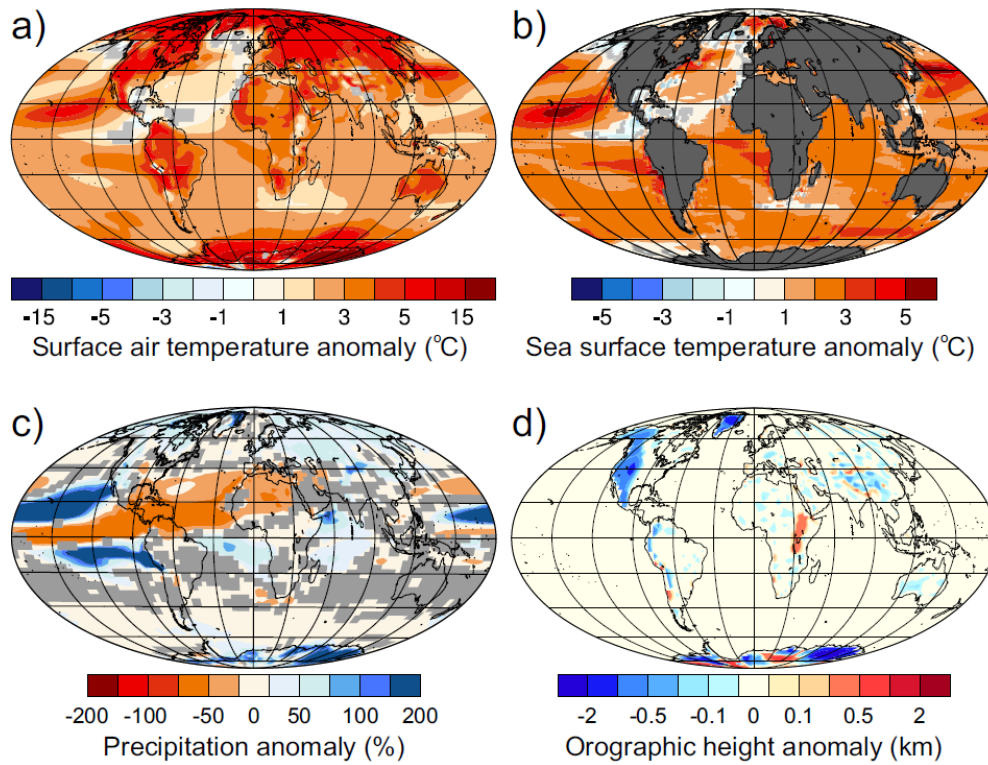 a)
b)
-15 -5 -3 -1 1 3 5 15
Surface air temperature anomaly (°C)
-5 -3 -1 1 3 5
Sea surface temperature anomaly (°C)
c)
d)
-200 -100 -50 0 50 100 200
Precipitation anomaly (%)
-2 -0.5 -0.1 0 0.1 0.5 2
Orographic height anomaly (km)